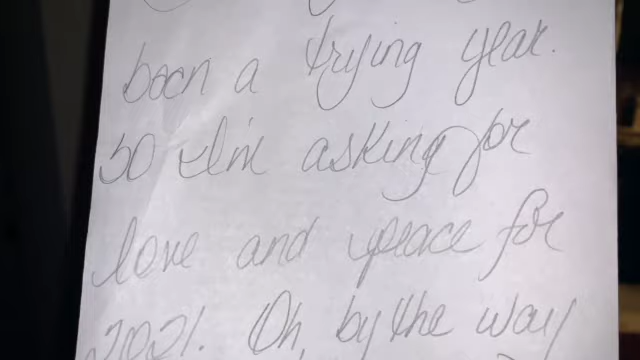 been a trying year.
So I'm asking for
love and peace for
2021. Oh, by the way